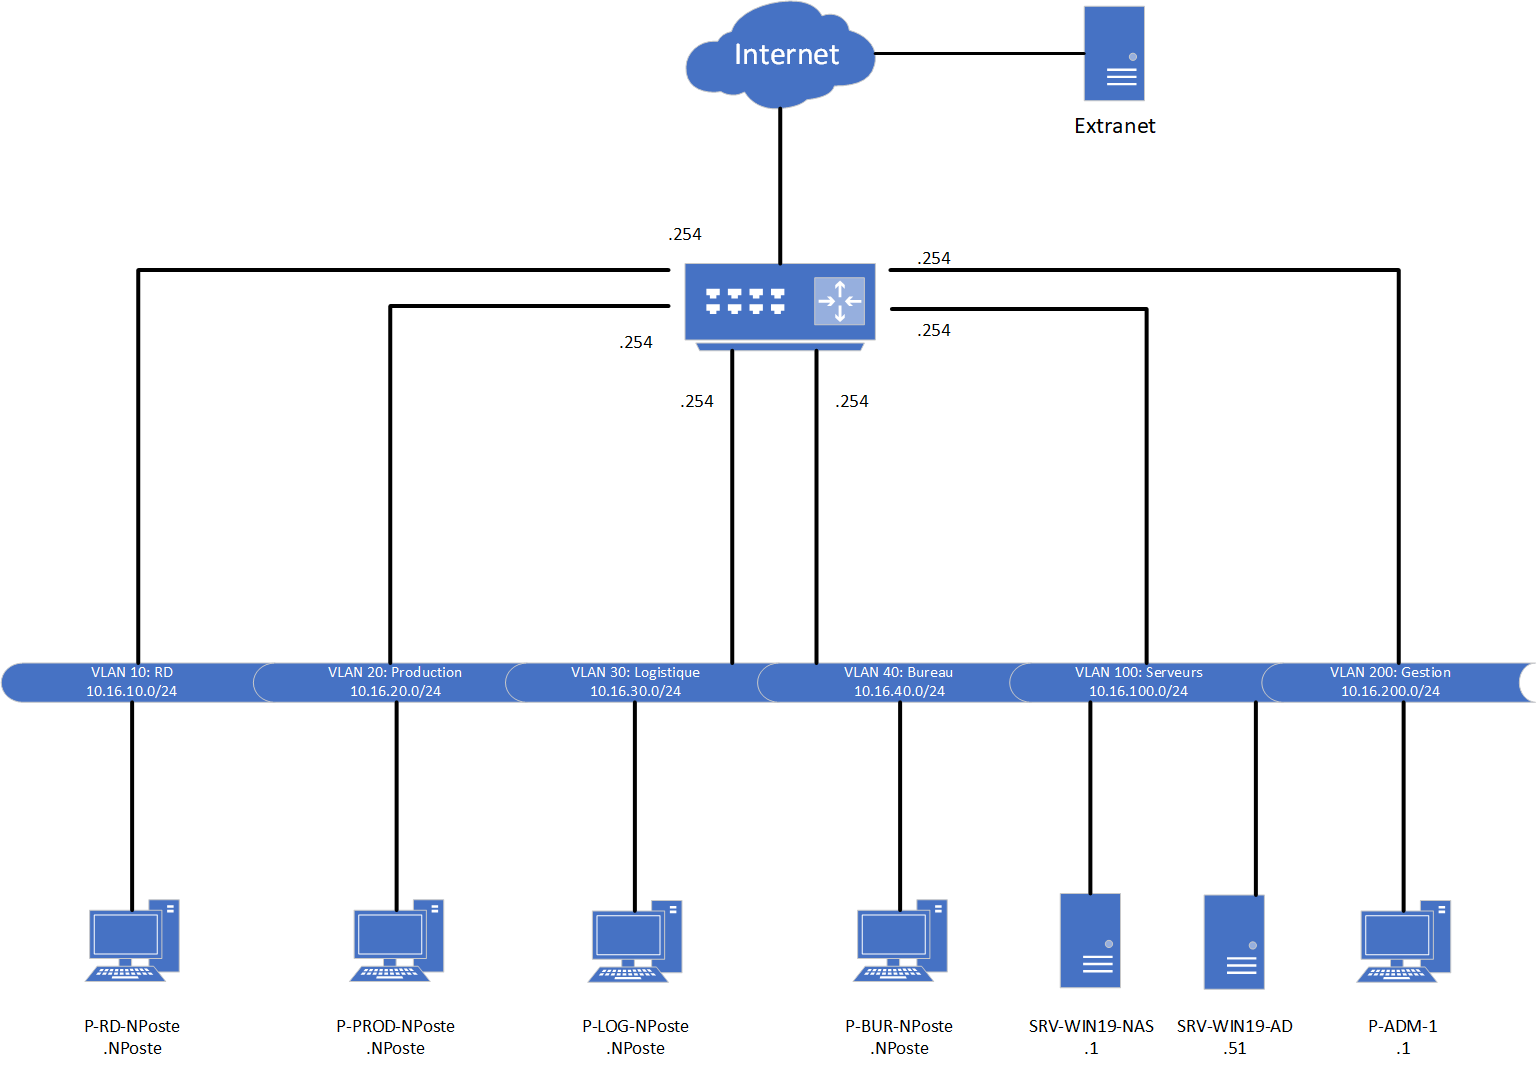 Internet
Extranet
.254
.254
.254
.254
.254
.254
VLAN 10: RD
10.16.10.0/24
VLAN 20: Production
10.16.20.0/24
VLAN 30: Logistique
10.16.30.0/24
VLAN 40: Bureau
10.16.40.0/24
VLAN 100: Serveurs
10.16.100.0/24
VLAN 200: Gestion
10.16.200.0/24
P-RD-NPoste
.NPoste
P-PROD-NPoste
.NPoste
P-LOG-NPoste
.NPoste
P-BUR-NPoste
.NPoste
SRV-WIN19-NAS
.1
SRV-WIN19-AD
.51
P-ADM-1
.1